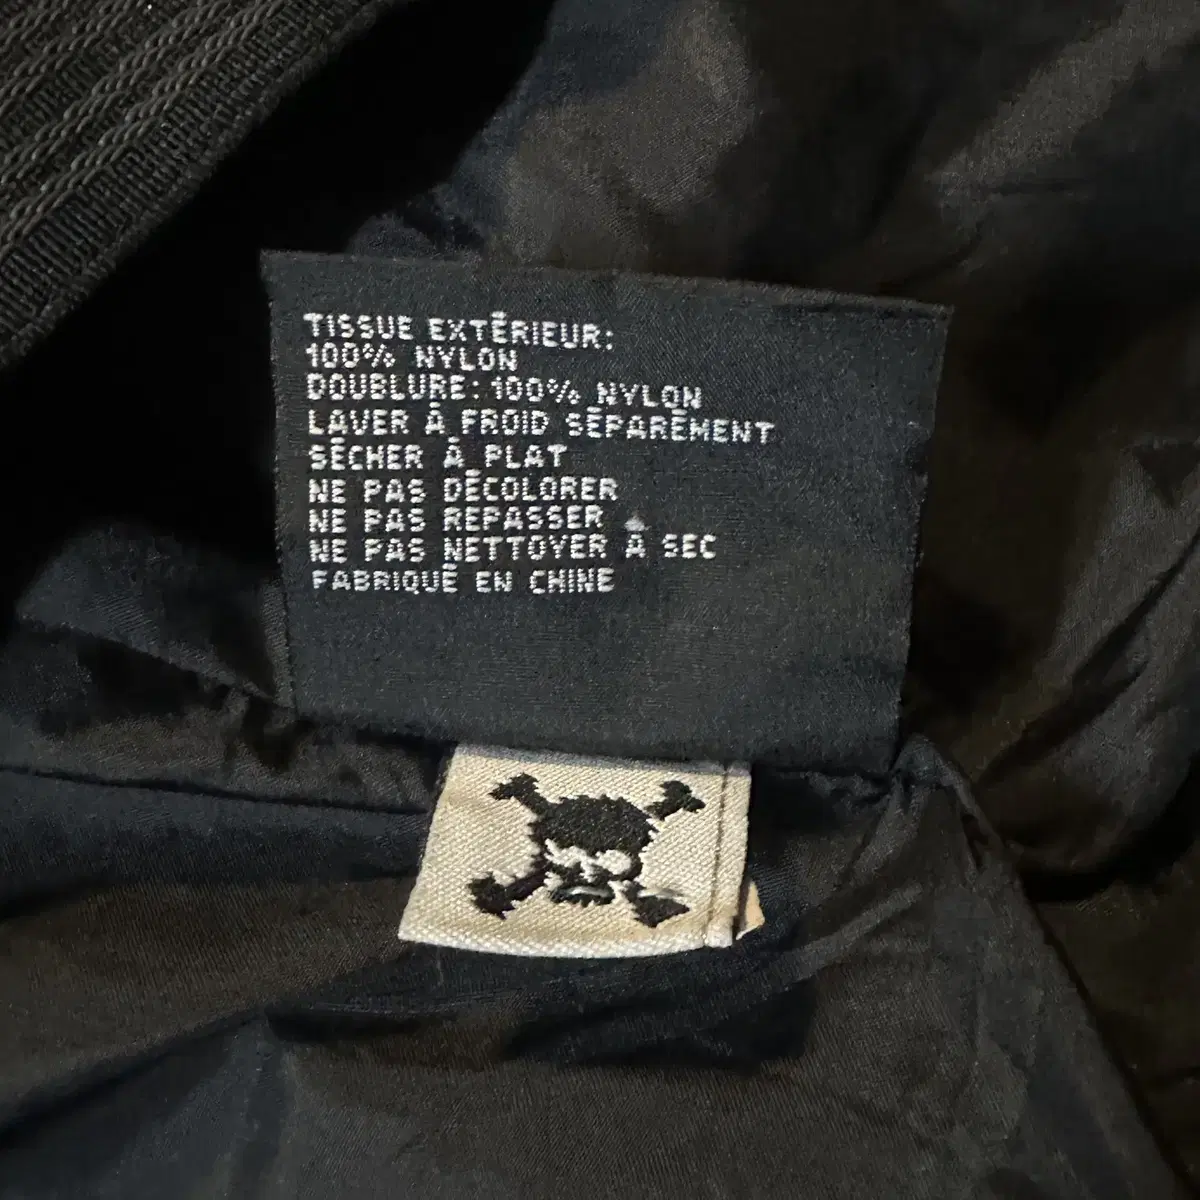 TISSUE EXTÉRIEUR:
100% NYLON
DOUBLURE: 100% NYLON
LAVER À FROID SÉPARÉMENT
SÉCHER À PLAT
NE PAS DÉCOLORER
NE PAS REPASSER
NE PAS NETTOYER À SEC
FABRIQUÉ EN CHINE